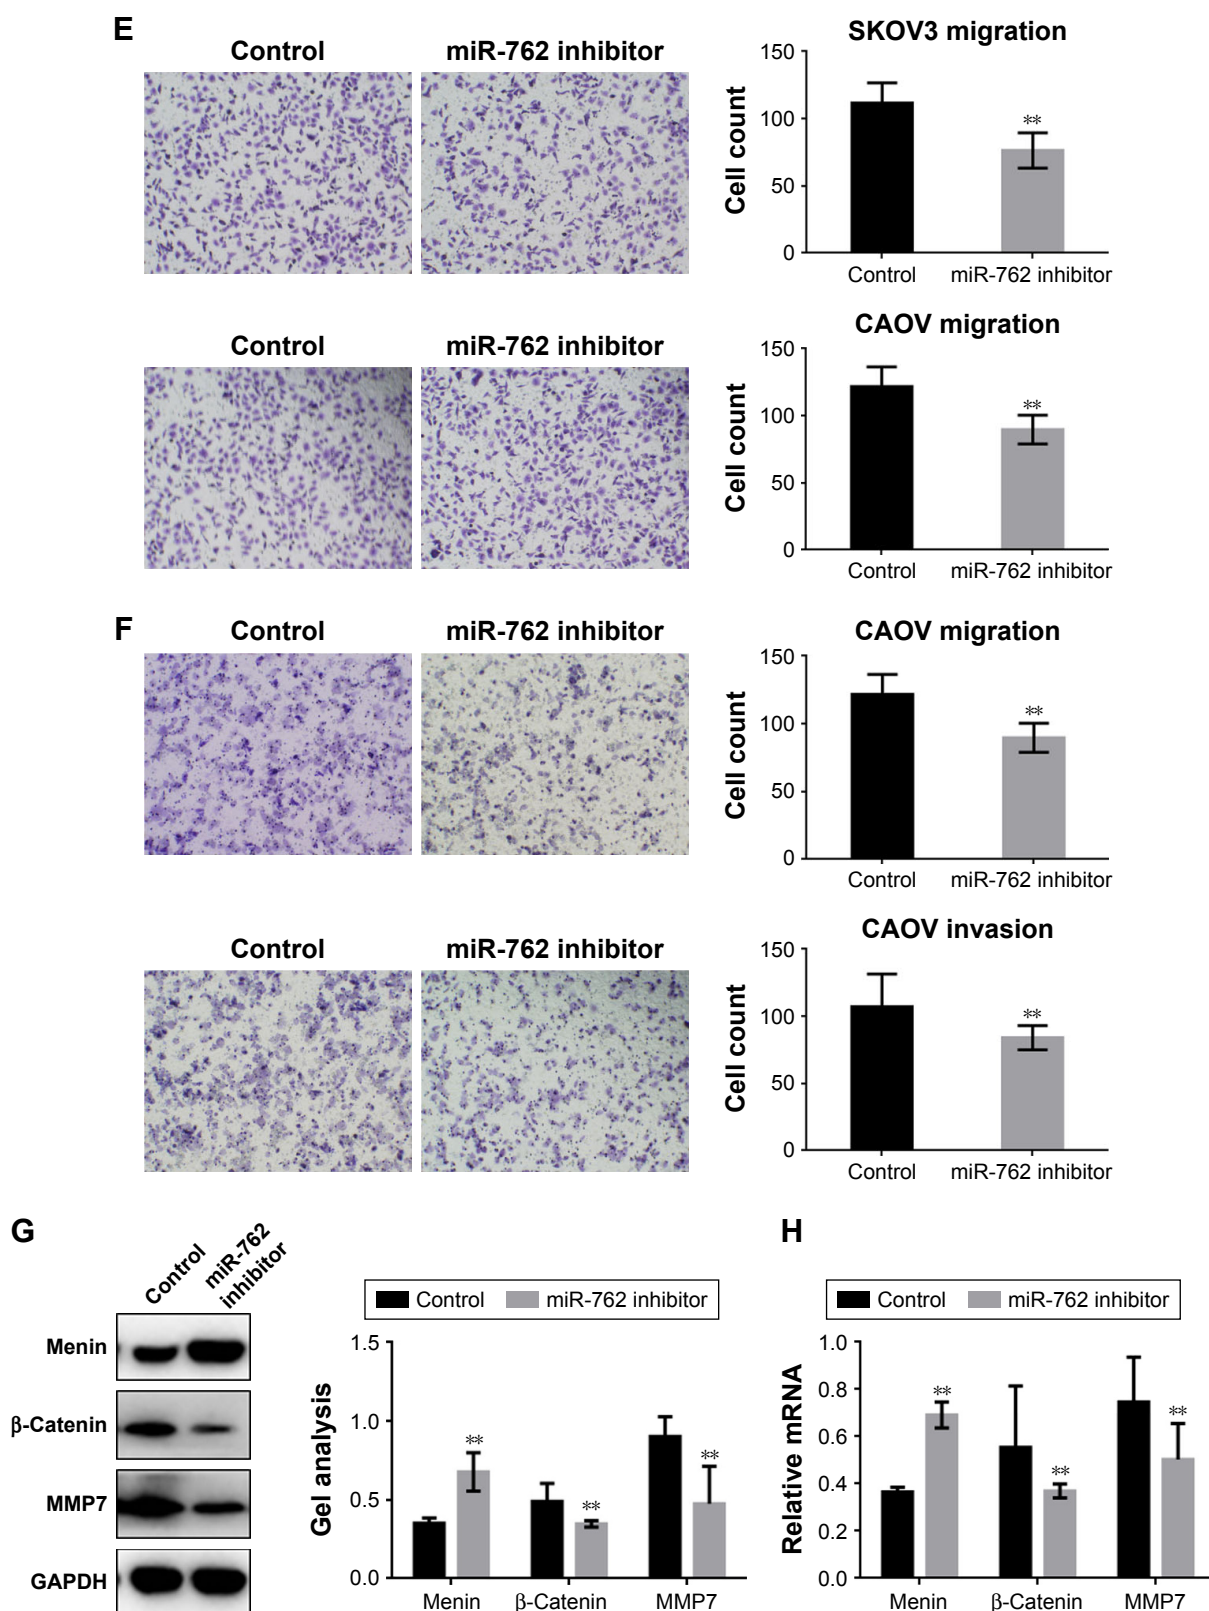 E
Control
miR-762 inhibitor
SKOV3 migration
Cell count
150
100
50
0
**
Control
miR-762 inhibitor
Control
miR-762 inhibitor
CAOV migration
Cell count
150
100
50
0
**
Control
miR-762 inhibitor
F
Control
miR-762 inhibitor
CAOV migration
Cell count
150
100
50
0
**
Control
miR-762 inhibitor
Control
miR-762 inhibitor
CAOV invasion
Cell count
150
100
50
0
**
Control
miR-762 inhibitor
G
Control
miR-762
inhibitor
Menin
β-Catenin
MMP7
GAPDH
Control
miR-762 inhibitor
Gel analysis
1.5
1.0
0.5
0.0
**
**
**
Menin
β-Catenin
MMP7
H
Control
miR-762 inhibitor
Relative mRNA
1.0
0.8
0.6
0.4
0.2
0.0
**
**
**
Menin
β-Catenin
MMP7